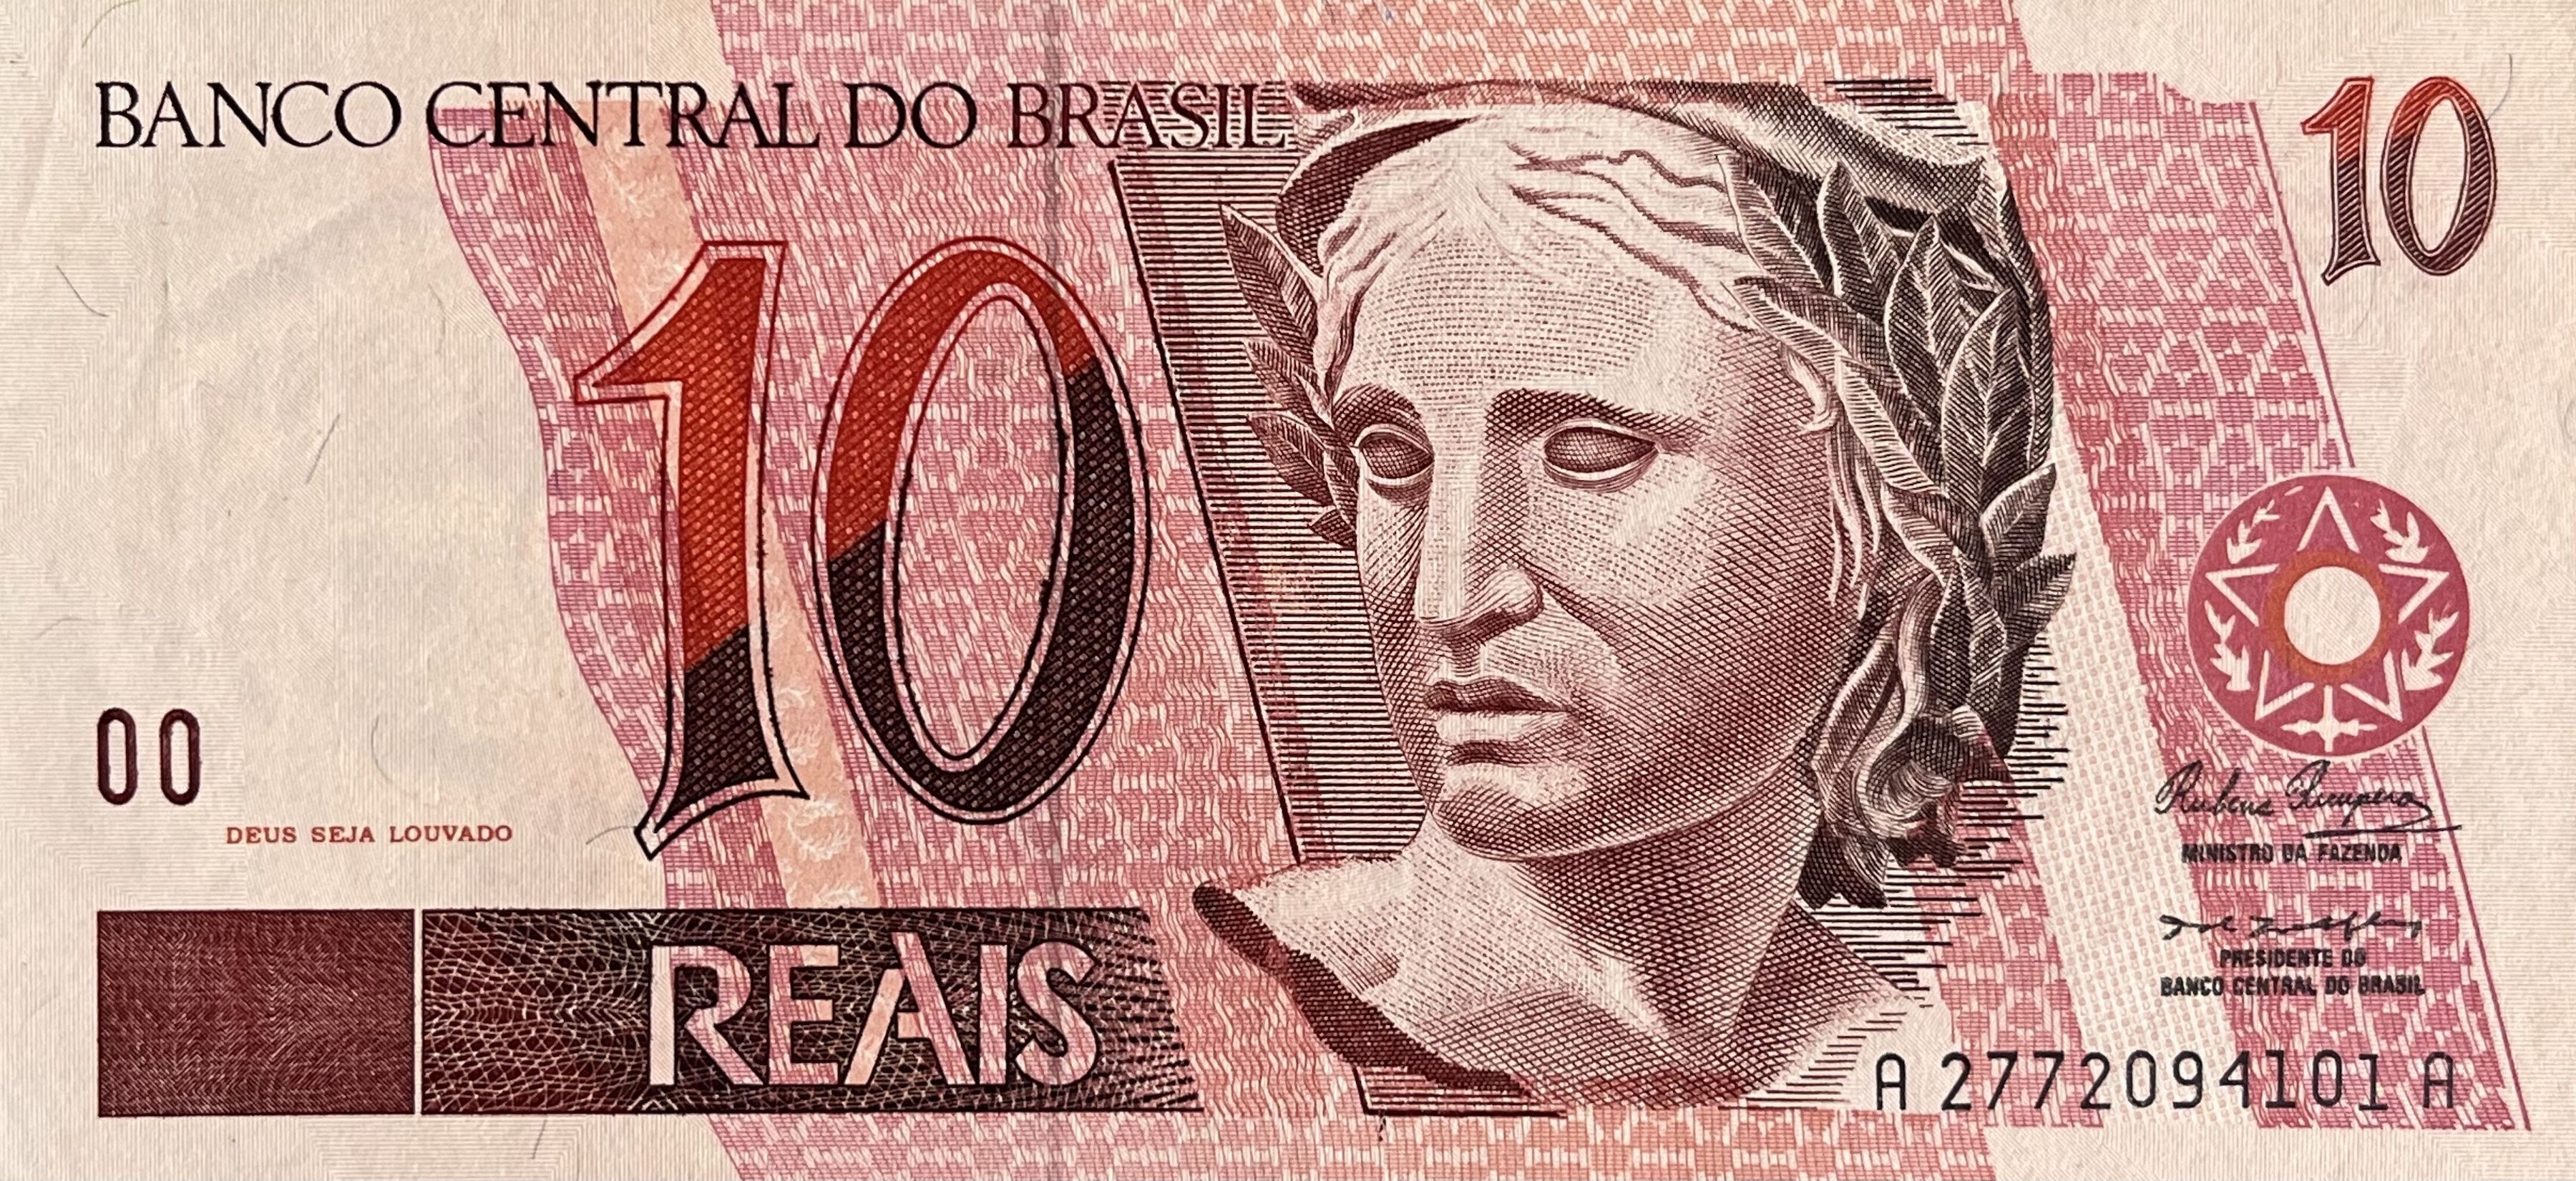 BANCO CENTRAL DO BRASIL
10
10
00
DEUS SEJA LOUVADO
REAIS
Rubens Ricupero
MINISTRO DA FAZENDA
PRESIDENTE DO
BANCO CENTRAL DO BRASIL
A 2772094101 A